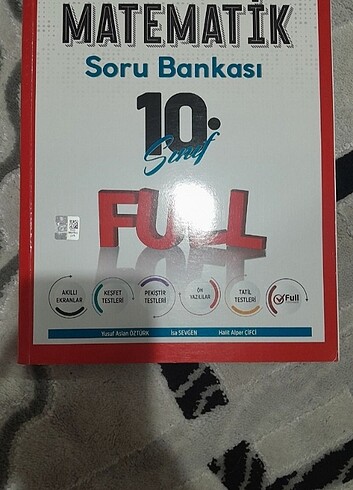 MATEMATİK
Soru Bankası
10.
Sınıf
FULL
AKILLI
EKRANLAR
KEŞFET
TESTLERİ
PEKİŞTİR
TESTLERİ
ÖN
YAZILILAR
TATİL
TESTLERİ
Full
Yusuf Aslan ÖZTÜRK İsa SEVGEN Halit Alper ÇİFCİ